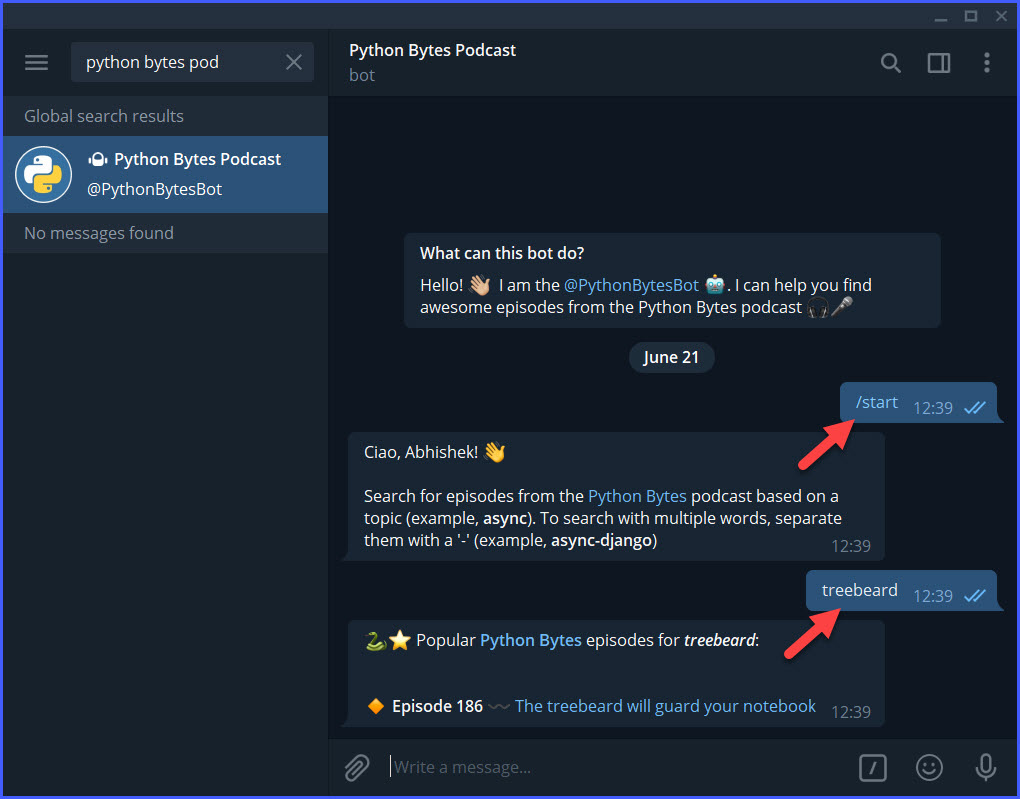 python bytes pod
Python Bytes Podcast
bot
Global search results
Python Bytes Podcast
@PythonBytesBot
No messages found
What can this bot do?
Hello! 👋🏼 I am the @PythonBytesBot 🤖. I can help you find
awesome episodes from the Python Bytes podcast 🎧🎤
June 21
/start 12:39
Ciao, Abhishek! 👋
Search for episodes from the Python Bytes podcast based on a
topic (example, async). To search with multiple words, separate
them with a '-' (example, async-django)
12:39
treebeard 12:39
🐍⭐ Popular Python Bytes episodes for treebeard:
🔶 Episode 186 〰 The treebeard will guard your notebook 12:39
Write a message...